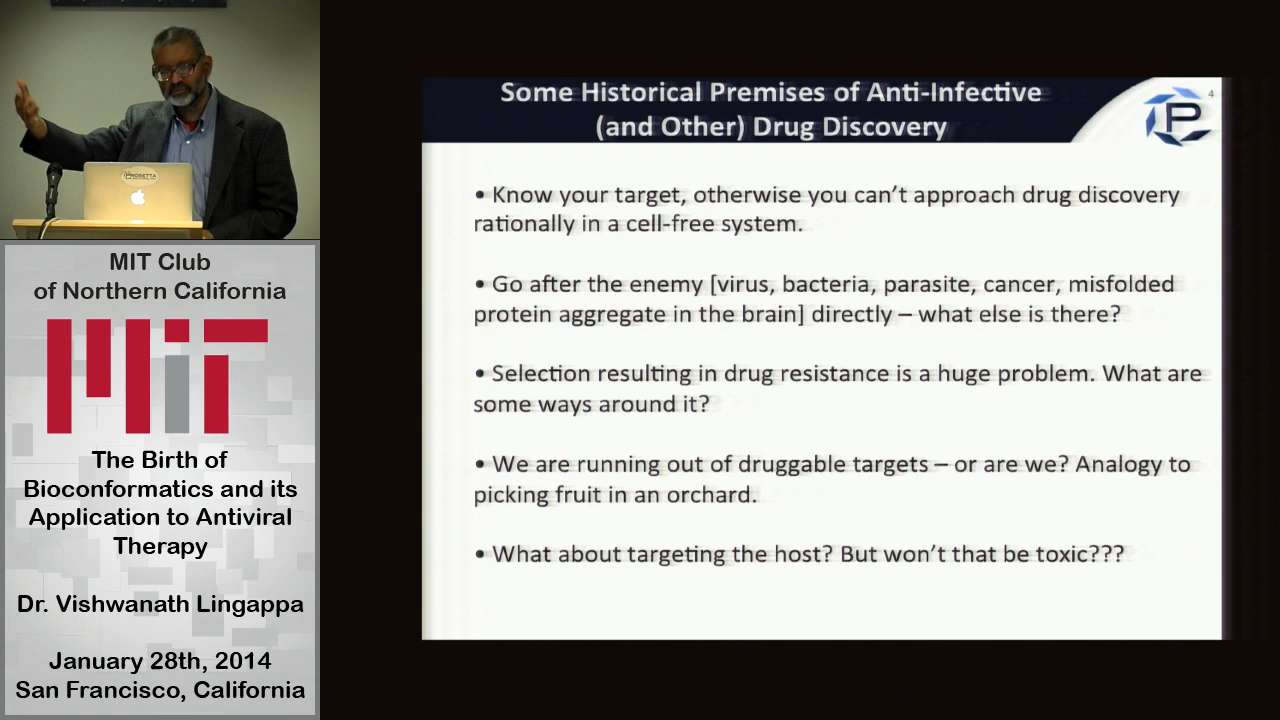 PROSETTA
MIT Club
of Northern California
MIT
The Birth of
Bioconformatics and its
Application to Antiviral
Therapy
Dr. Vishwanath Lingappa
January 28th, 2014
San Francisco, California
Some Historical Premises of Anti-Infective
(and Other) Drug Discovery
P
4
• Know your target, otherwise you can’t approach drug discovery
rationally in a cell-free system.
• Go after the enemy [virus, bacteria, parasite, cancer, misfolded
protein aggregate in the brain] directly – what else is there?
• Selection resulting in drug resistance is a huge problem. What are
some ways around it?
• We are running out of druggable targets – or are we? Analogy to
picking fruit in an orchard.
• What about targeting the host? But won’t that be toxic???